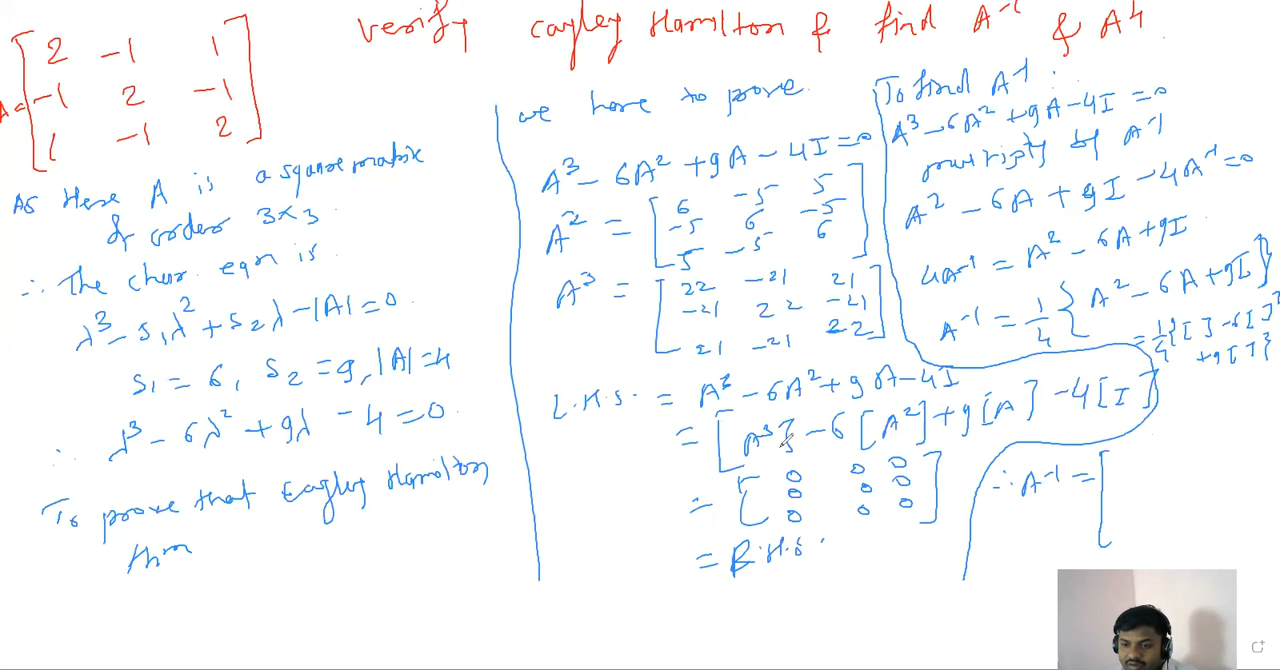 verify cayley Hamilton & find A⁻¹ & A4
A = [ 2 -1 1
-1 2 -1
1 -1 2 ]
As Here A is a square matrix
of order 3×3
∴ The char. eqn is
λ³ - s₁λ² + s₂λ - |A| = 0
s₁ = 6, s₂ = 9, |A| = 4
∴ λ³ - 6λ² + 9λ - 4 = 0
To prove that Cayley Hamilton
thm
we have to prove
A³ - 6A² + 9A - 4I = 0
A² = [ 6 -5 5
-5 6 -5
5 -5 6 ]
A³ = [ 22 -21 21
-21 22 -21
21 -21 22 ]
L.H.S. = A³ - 6A² + 9A - 4I
= [A³] - 6[A²] + 9[A] - 4[I]
= [ 0 0 0
0 0 0
0 0 0 ]
= R.H.S.
To find A⁻¹:
A³ - 6A² + 9A - 4I = 0
multiply by A⁻¹
A² - 6A + 9I - 4A⁻¹ = 0
4A⁻¹ = A² - 6A + 9I
A⁻¹ = 1/4 { A² - 6A + 9I }
= 1/4 { [ ] - 6[ ]
+ 9[ ] }
∴ A⁻¹ = [